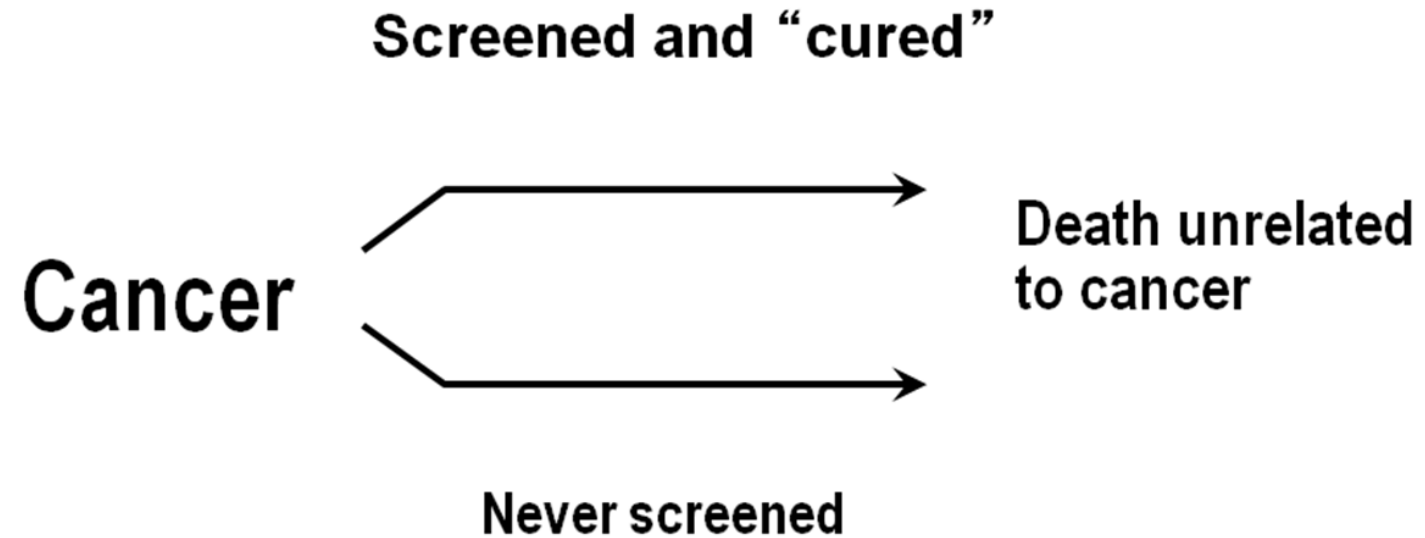 Screened and “cured”
Cancer
Death unrelated
to cancer
Never screened